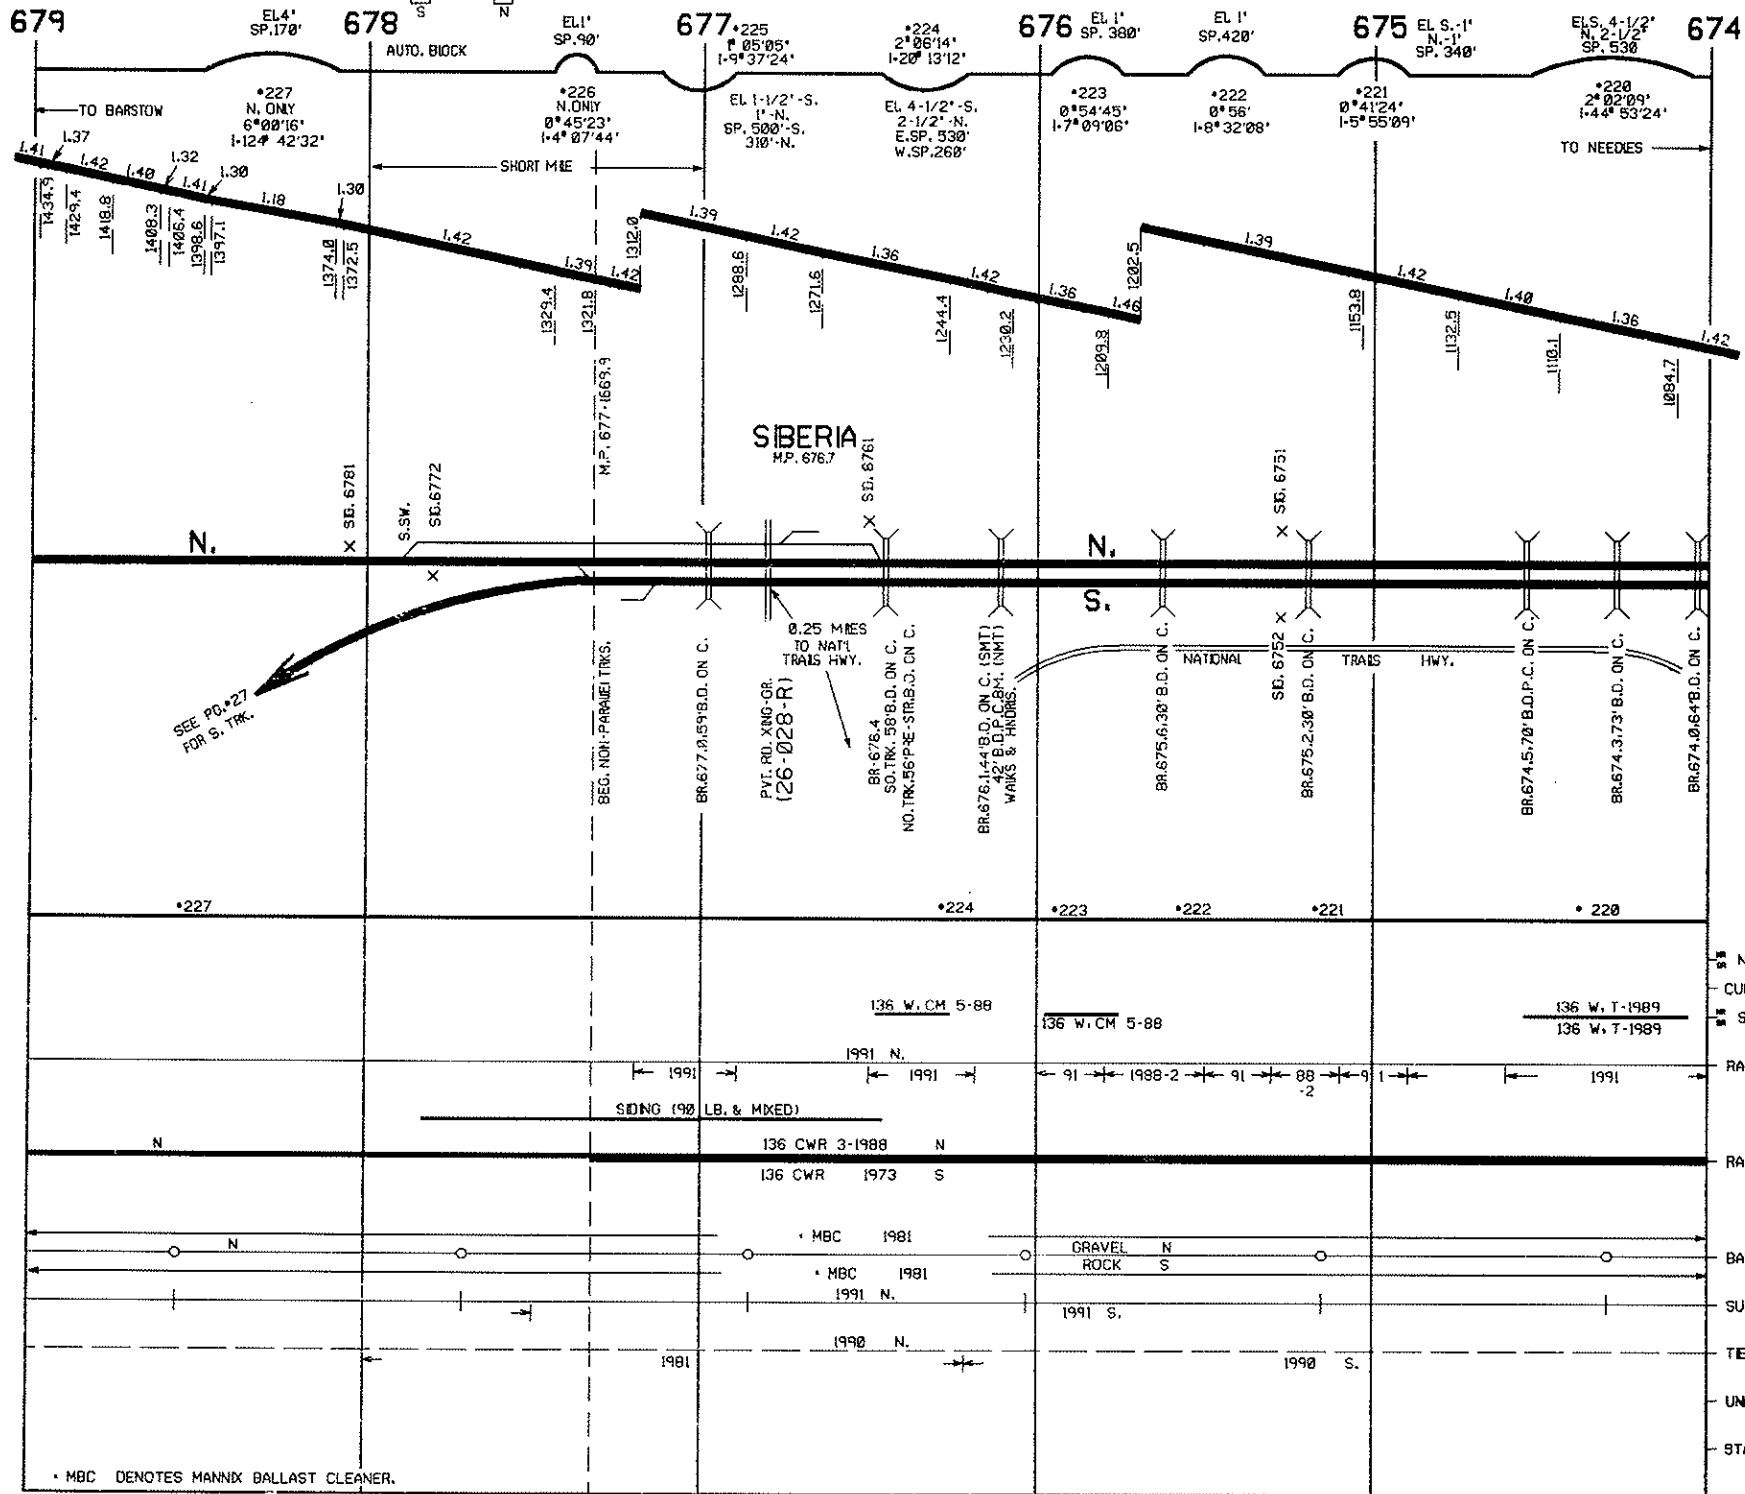 679
678
677
676
675
674
S
N
EL4'
SP.170'
AUTO. BLOCK
EL1'
SP.90'
•225
1° 05'05"
I-9° 37'24"
•224
2° 06'14"
I-20° 13'12"
EL 1'
SP. 380'
EL 1'
SP.420'
EL S.-1'
N.-1'
SP. 340'
ELS. 4-1/2"
N. 2-1/2"
SP. 530
TO BARSTOW
•227
N. ONLY
6°00'16"
I-124° 42'32"
•226
N.ONLY
0°45'23"
I-4° 07'44"
EL 1-1/2"-S.
1"-N.
SP. 500'-S.
310'-N.
EL 4-1/2"-S.
2-1/2"-N.
E.SP. 530'
W.SP.260'
•223
0°54'45"
I-7°09'06"
•222
0°56'
I-8°32'08"
•221
0°41'24"
I-5°55'09"
•220
2°02'09"
I-44° 53'24"
SHORT MILE
TO NEEDLES
1.41
1.37
1.42
1.40
1.32
1.41
1.30
1.18
1.30
1.42
1.39
1.42
1.39
1.42
1.36
1.42
1.36
1.46
1.39
1.42
1.40
1.36
1.42
1434.9
1429.4
1418.8
1408.3
1406.4
1398.6
1397.1
1374.0
1372.5
1329.4
1321.8
1312.0
1288.6
1271.6
1244.4
1230.2
1209.8
1202.5
1153.8
1132.5
1110.1
1084.7
M.P. 677+1669.9
SIBERIA
M.P. 676.7
X SIG. 6781
S.SW.
SIG.6772
X
X SIG. 6761
X SIG. 6751
N.
N.
S.
SEE PG.•27
FOR S. TRK.
BEG. NON-PARALLEL TRKS.
BR.677.0,59'B.D. ON C.
PVT. RD. XING-GR.
(26-028-R)
0.25 MILES
TO NAT'L
TRAILS HWY.
BR-676.4
SO.TRK. 58'B.D. ON C.
NO.TRK.56'PRE-STR.B.D. ON C.
BR.676.1,44'B.D. ON C. (SMT)
42' B.D.P.C.BM. (NMT)
WALKS & HNDRLS.
BR.675.6,30' B.D. ON C.
SIG. 6752 X
BR.675.2,30' B.D. ON C.
NATIONAL TRAILS HWY.
BR.674.5,70' B.D.P.C. ON C.
BR.674.3,73' B.D. ON C.
BR.674.0,64'B.D. ON C.
•227
•224
•223
•222
•221
•220
N
CU
136 W. CM 5-88
136 W. CM 5-88
136 W. T-1989
136 W. T-1989
S
1991 N.
RA
1991
1991
91
1988-2
91
88
-2
91
1991
SIDING (90 LB. & MIXED)
N
136 CWR 3-1988 N
136 CWR 1973 S
RA
• MBC 1981
N
GRAVEL N
ROCK S
BA
• MBC 1981
1991 N.
1991 S.
SU
1990 N.
1981
1990 S.
TIE
UN
STA
• MBC DENOTES MANNIX BALLAST CLEANER.